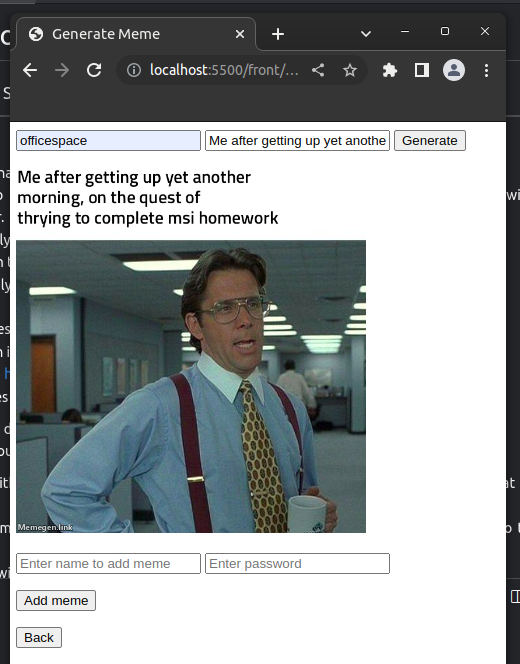 Generate Meme
localhost:5500/front/...
officespace
Me after getting up yet anothe
Generate
Me after getting up yet another
morning, on the quest of
thrying to complete msi homework
Memegen.link
Enter name to add meme
Enter password
Add meme
Back